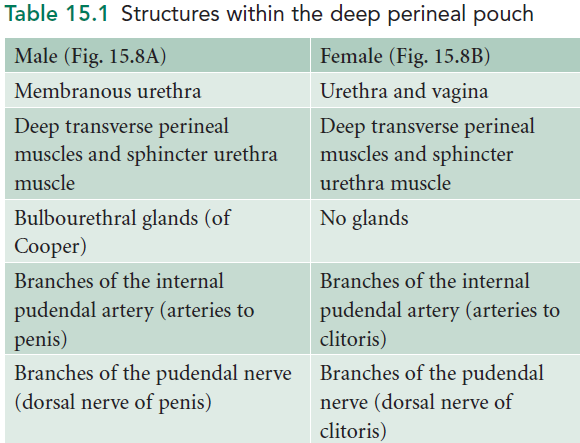 Table 15.1 Structures within the deep perineal pouch
Male (Fig. 15.8A)
Female (Fig. 15.8B)
Membranous urethra
Urethra and vagina
Deep transverse perineal
muscles and sphincter urethra
muscle
Deep transverse perineal
muscles and sphincter
urethra muscle
Bulbourethral glands (of
Cooper)
No glands
Branches of the internal
pudendal artery (arteries to
penis)
Branches of the internal
pudendal artery (arteries to
clitoris)
Branches of the pudendal nerve
(dorsal nerve of penis)
Branches of the pudendal
nerve (dorsal nerve of
clitoris)